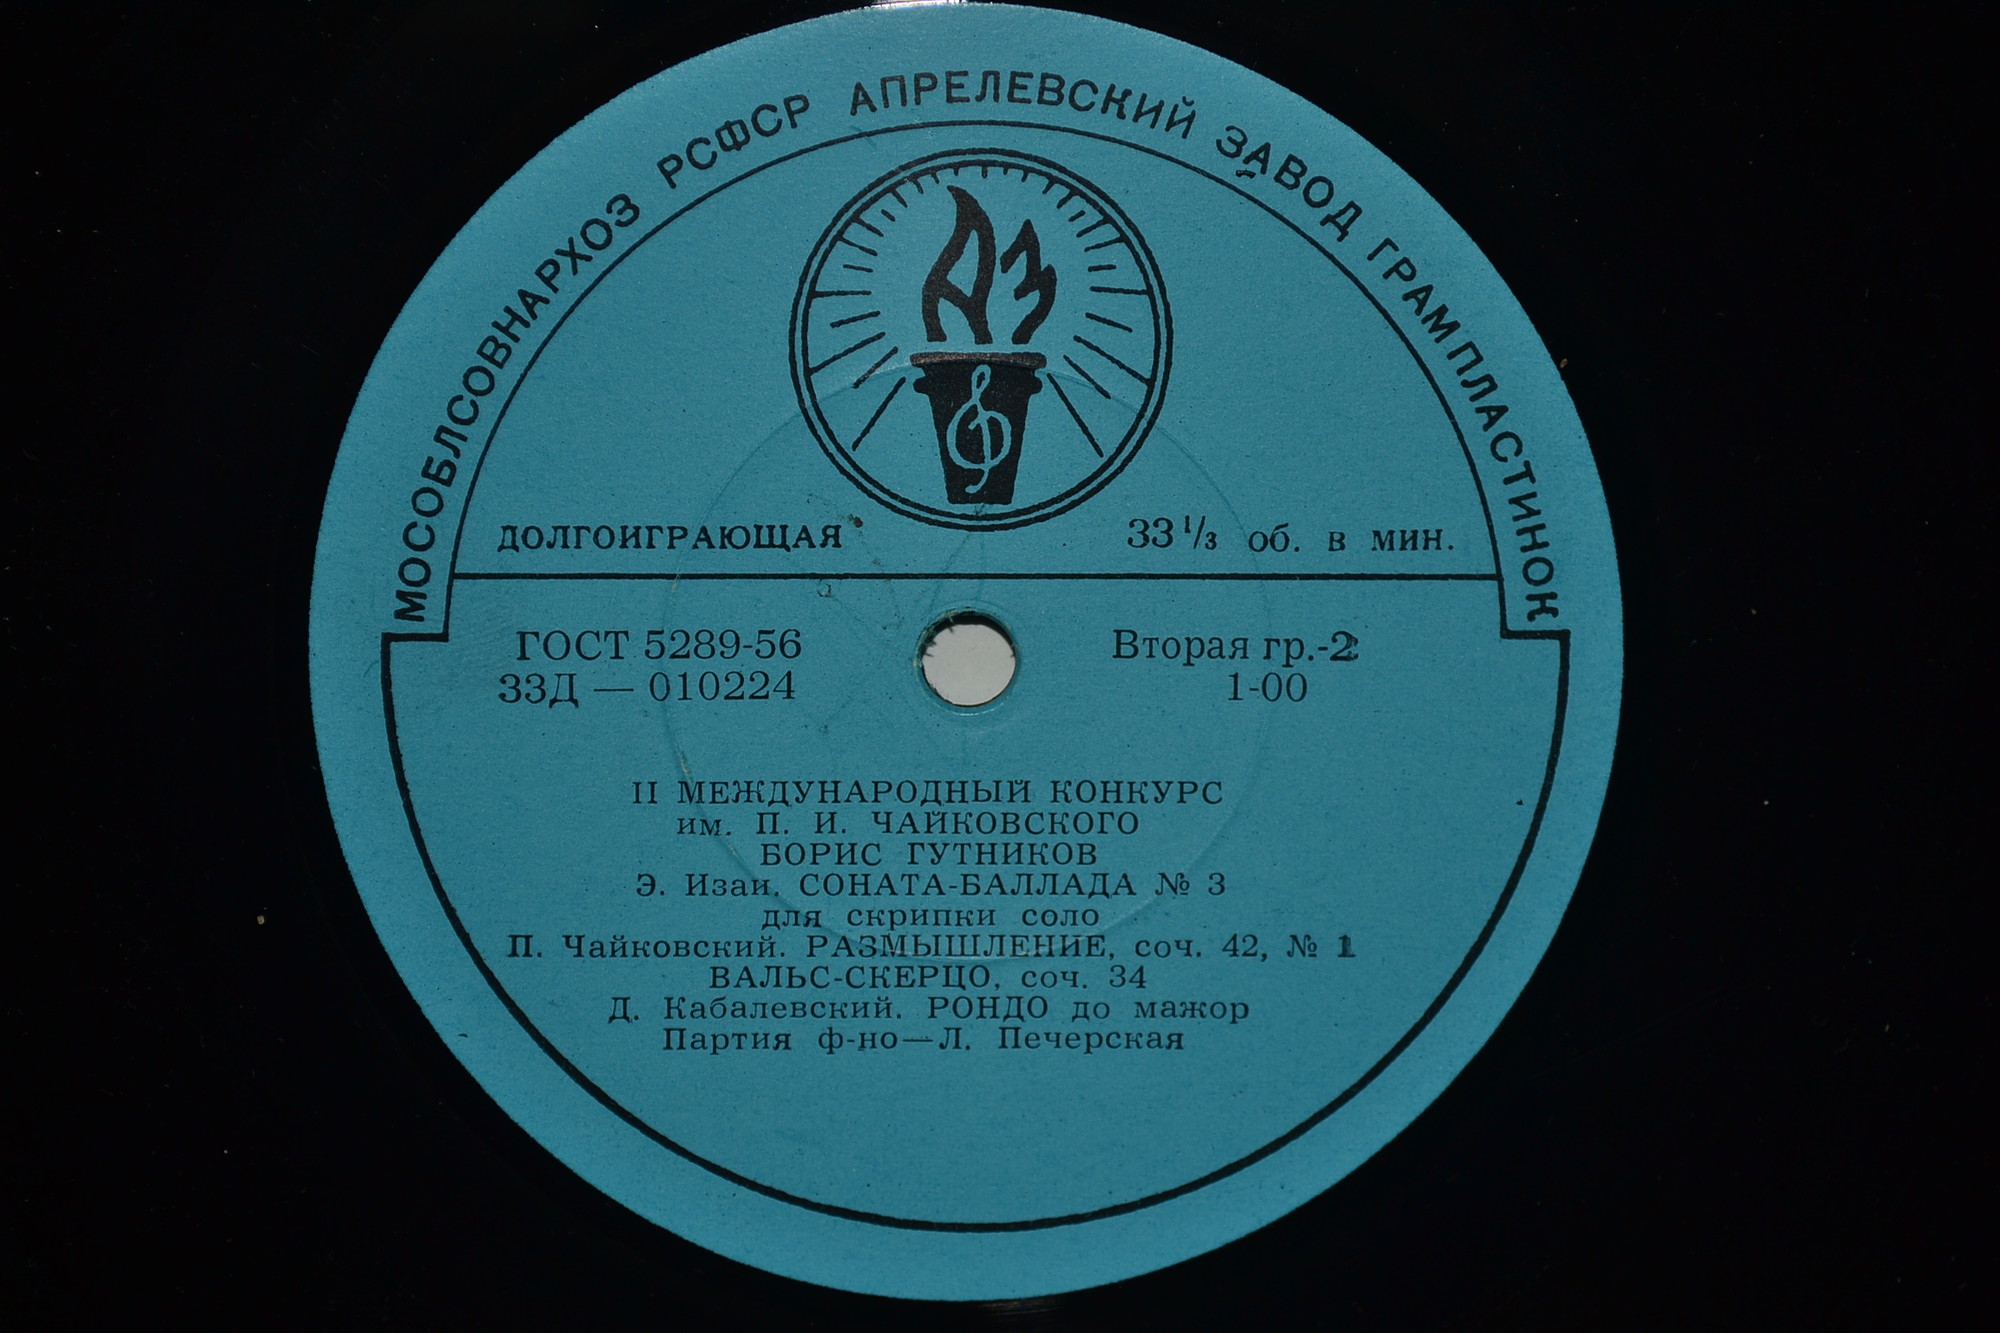 МОСОБЛСОВНАРХОЗ РСФСР АПРЕЛЕВСКИЙ ЗАВОД ГРАМПЛАСТИНОК
АЗ
ДОЛГОИГРАЮЩАЯ
33 1/3 об. в мин.
ГОСТ 5289-56
Вторая гр.-2
33Д — 010224
1-00
II МЕЖДУНАРОДНЫЙ КОНКУРС
им. П. И. ЧАЙКОВСКОГО
БОРИС ГУТНИКОВ
Э. Изаи. СОНАТА-БАЛЛАДА № 3
для скрипки соло
П. Чайковский. РАЗМЫШЛЕНИЕ, соч. 42, № 1
ВАЛЬС-СКЕРЦО, соч. 34
Д. Кабалевский. РОНДО до мажор
Партия ф-но—Л. Печерская